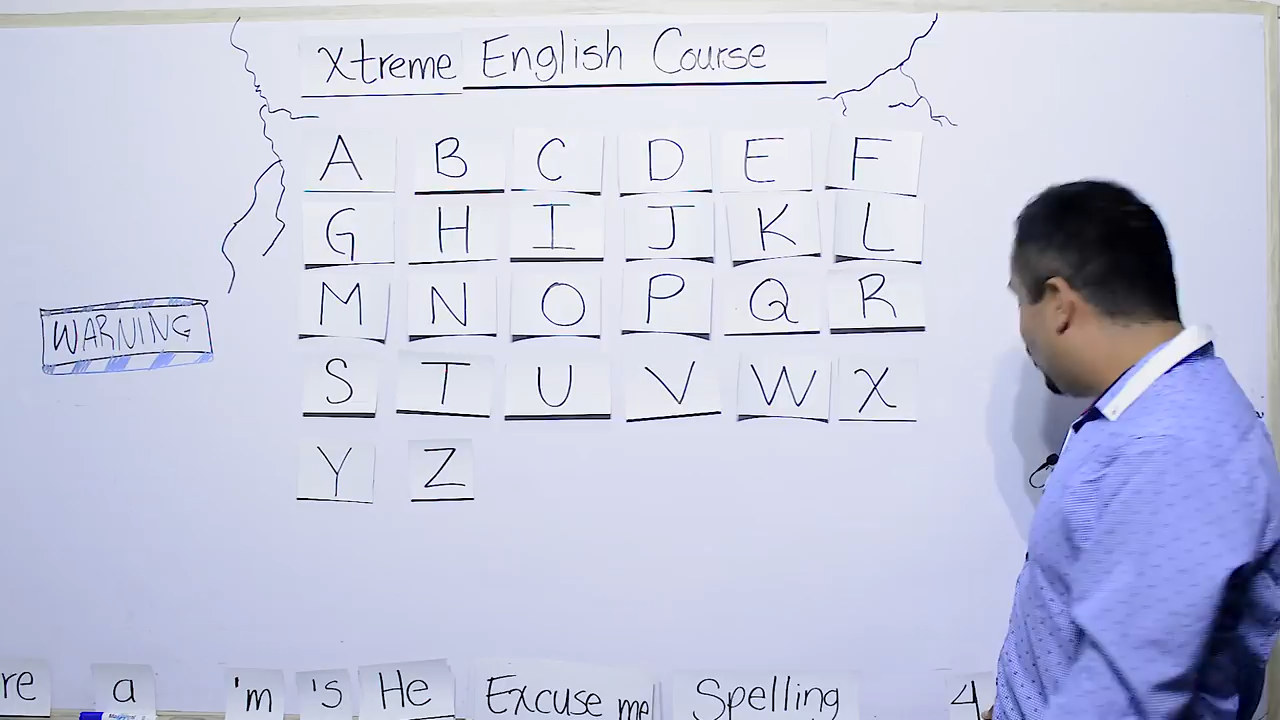 Xtreme English Course
A B C D E F
G H I J K L
M N O P Q R
WARNING
S T U V W X
Y Z
re a 'm 's He Excuse me Spelling 4